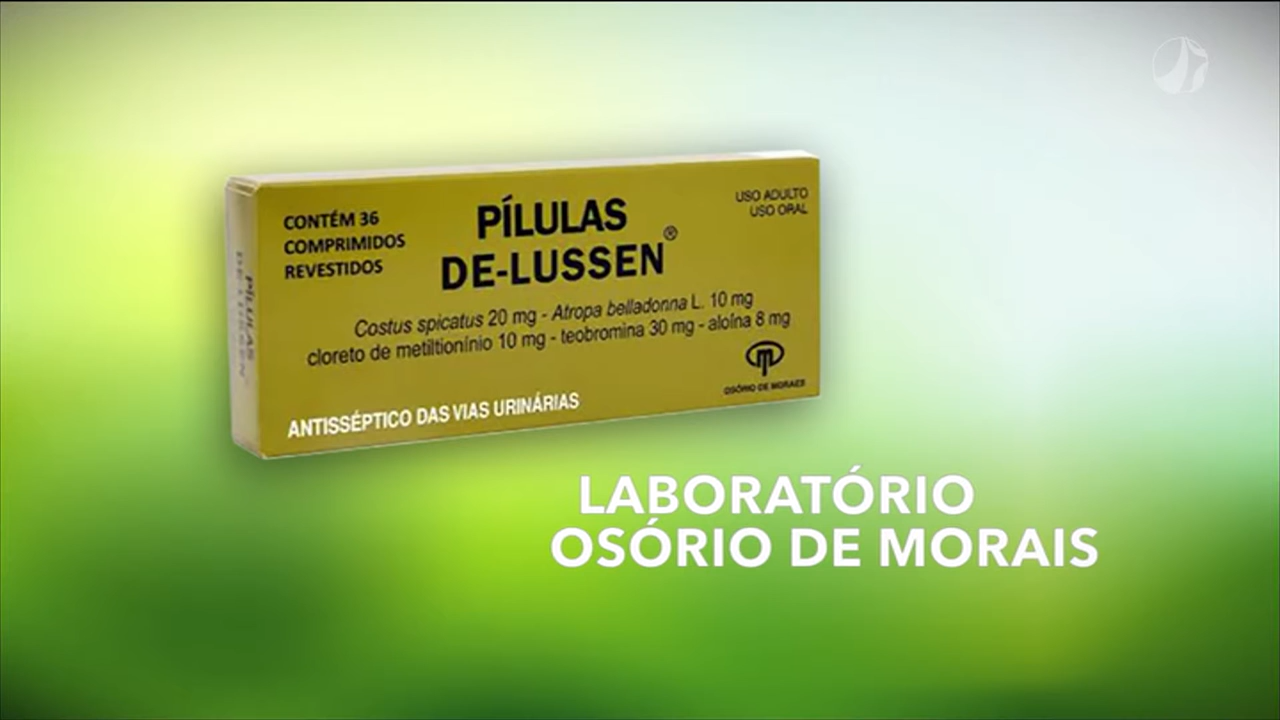 CONTÉM 36
COMPRIMIDOS
REVESTIDOS
PÍLULAS
DE-LUSSEN®
USO ADULTO
USO ORAL
Costus spicatus 20 mg - Atropa belladonna L. 10 mg
cloreto de metiltionínio 10 mg - teobromina 30 mg - aloína 8 mg
OSÓRIO DE MORAES
ANTISSÉPTICO DAS VIAS URINÁRIAS
PÍLULAS
DE-LUSSEN
LABORATÓRIO
OSÓRIO DE MORAIS